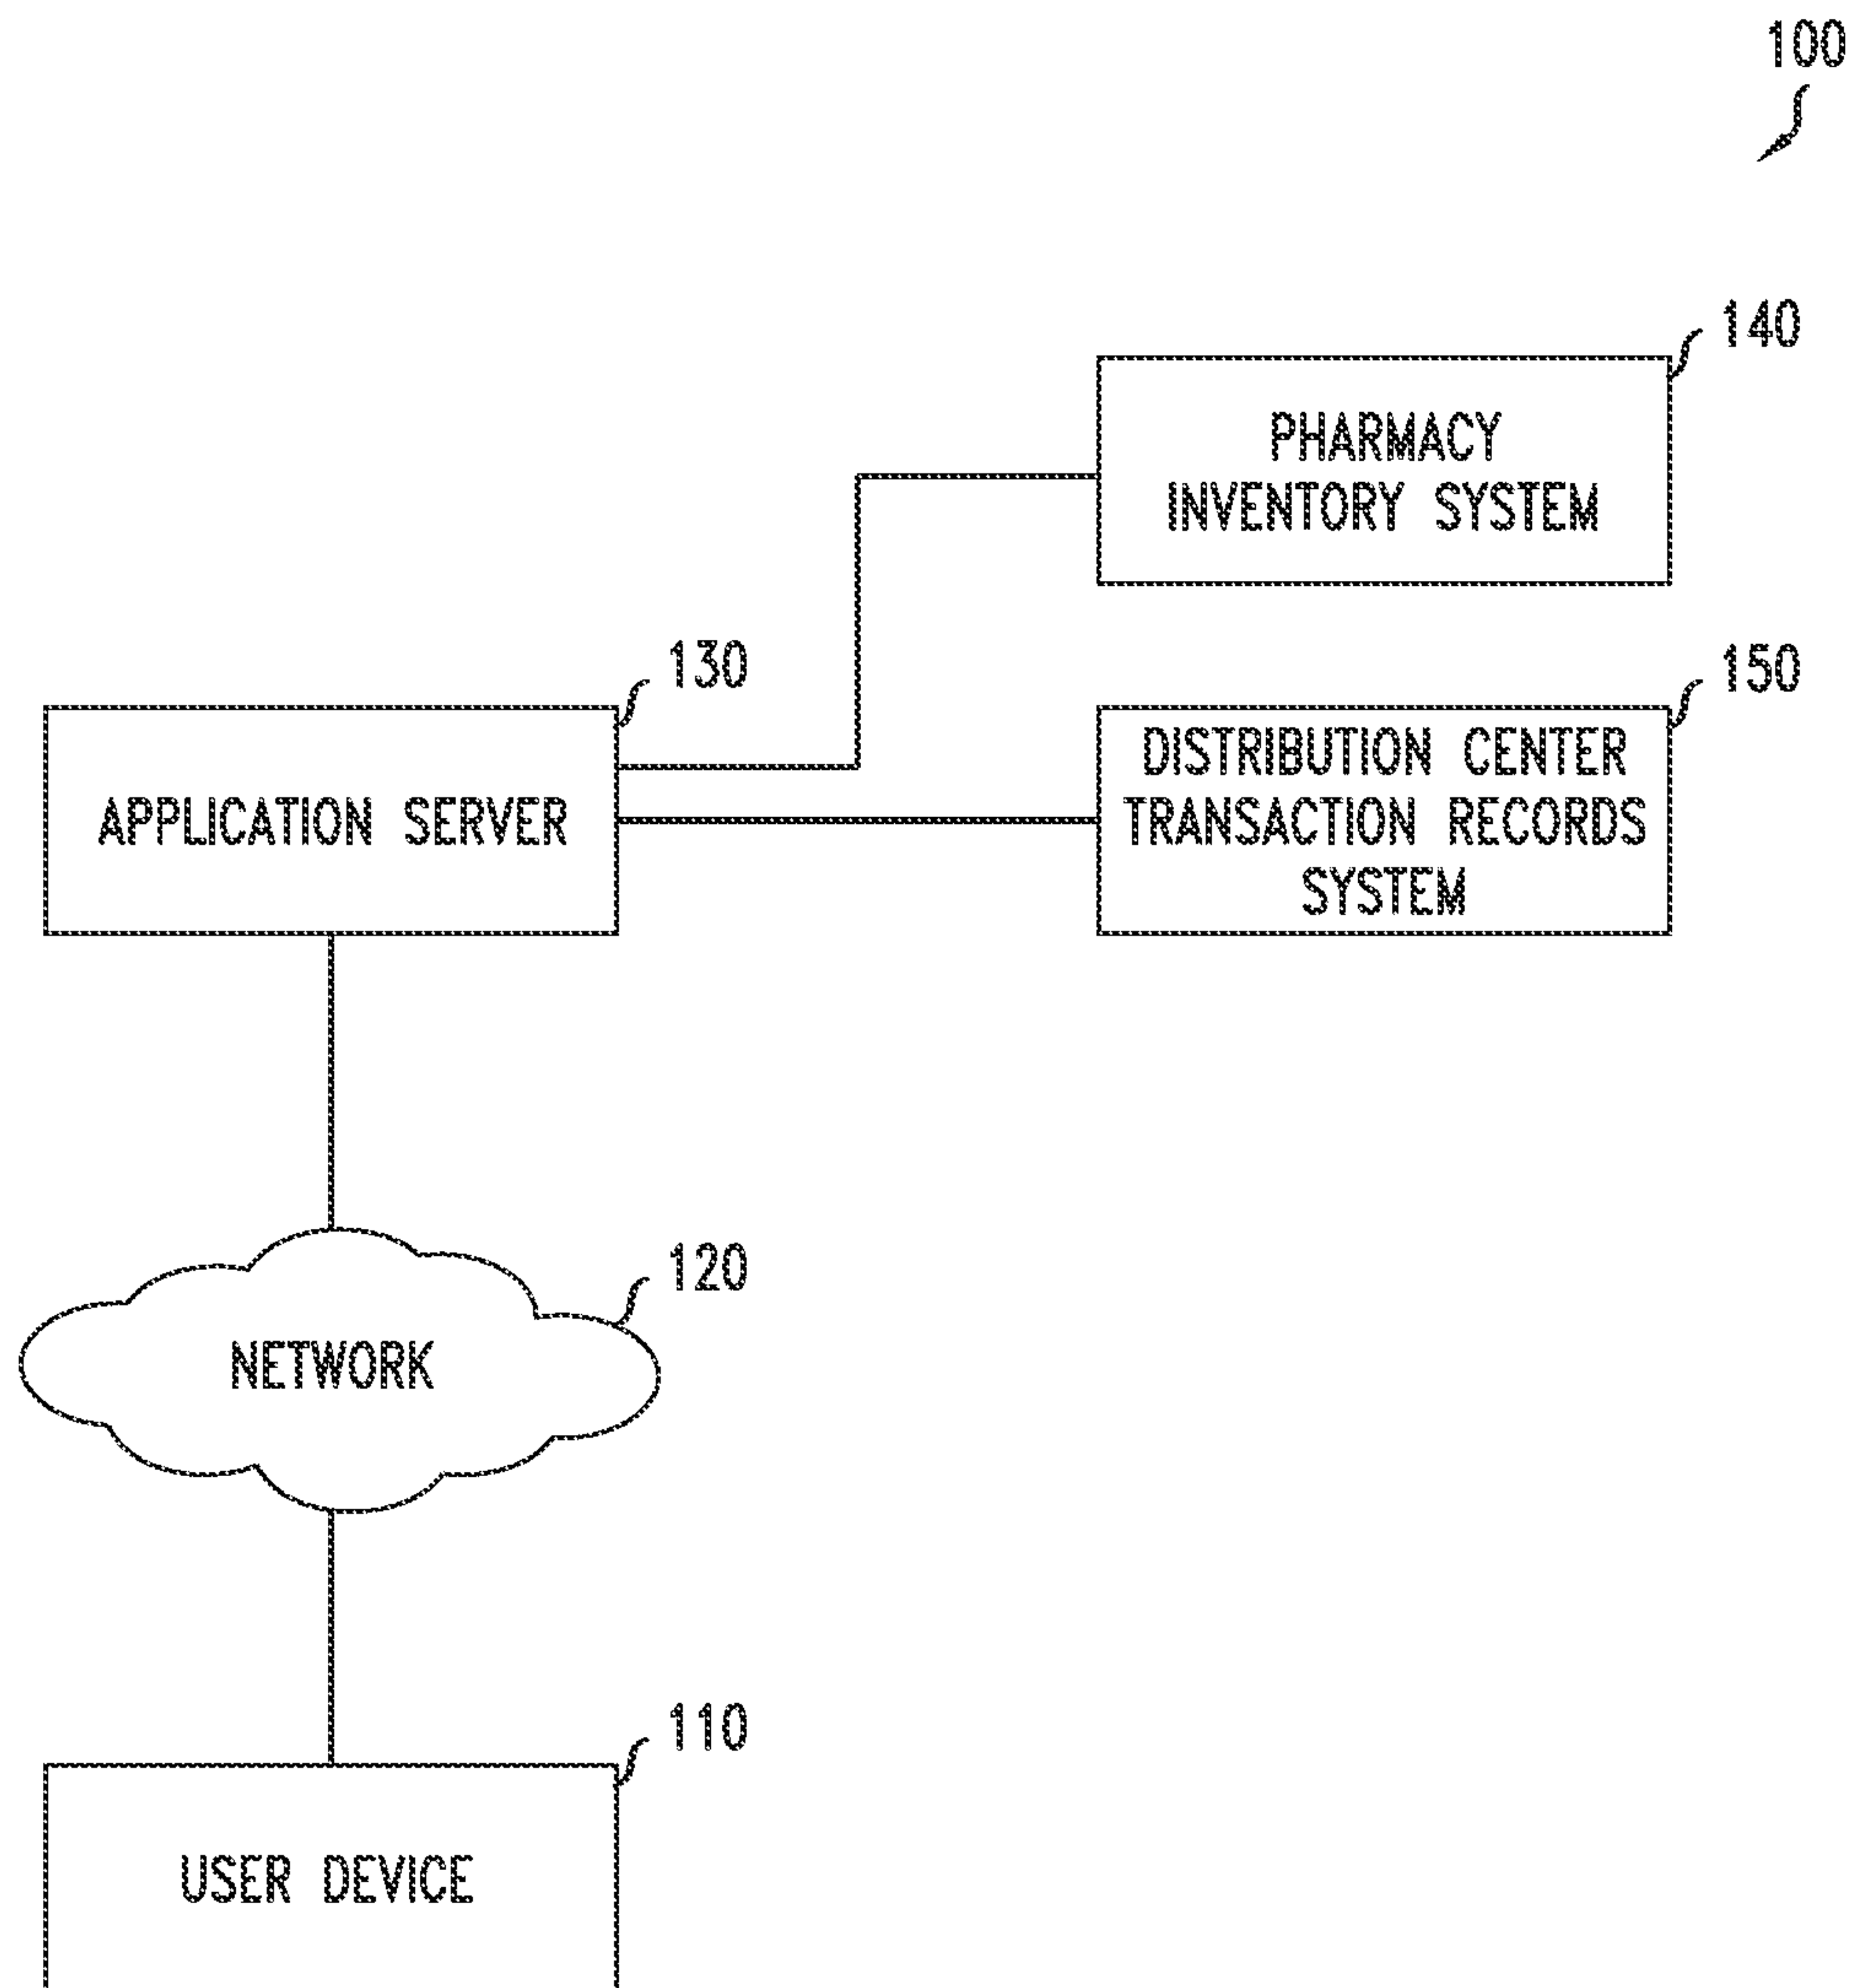 100
140
PHARMACY
INVENTORY SYSTEM
130
150
APPLICATION SERVER
DISTRIBUTION CENTER
TRANSACTION RECORDS
SYSTEM
120
NETWORK
110
USER DEVICE